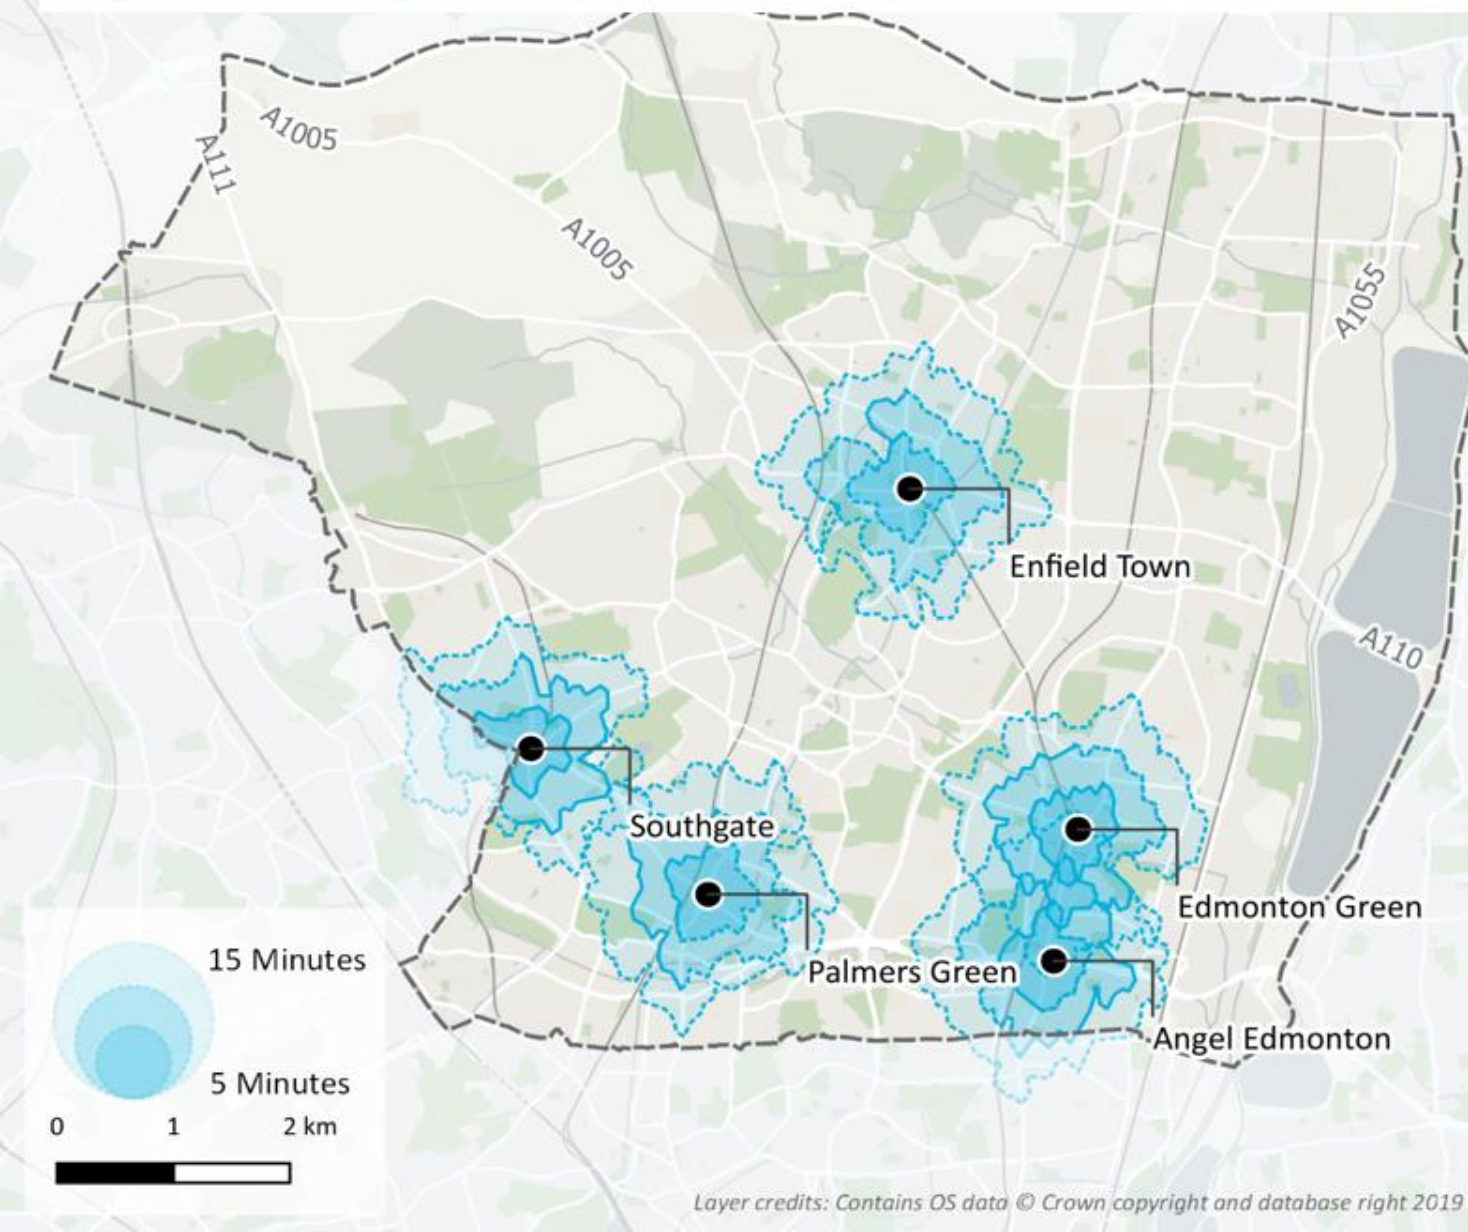 A1005
A111
A1005
A1055
Enfield Town
A110
Southgate
Edmonton Green
Palmers Green
Angel Edmonton
15 Minutes
5 Minutes
0 1 2 km
Layer credits: Contains OS data © Crown copyright and database right 2019